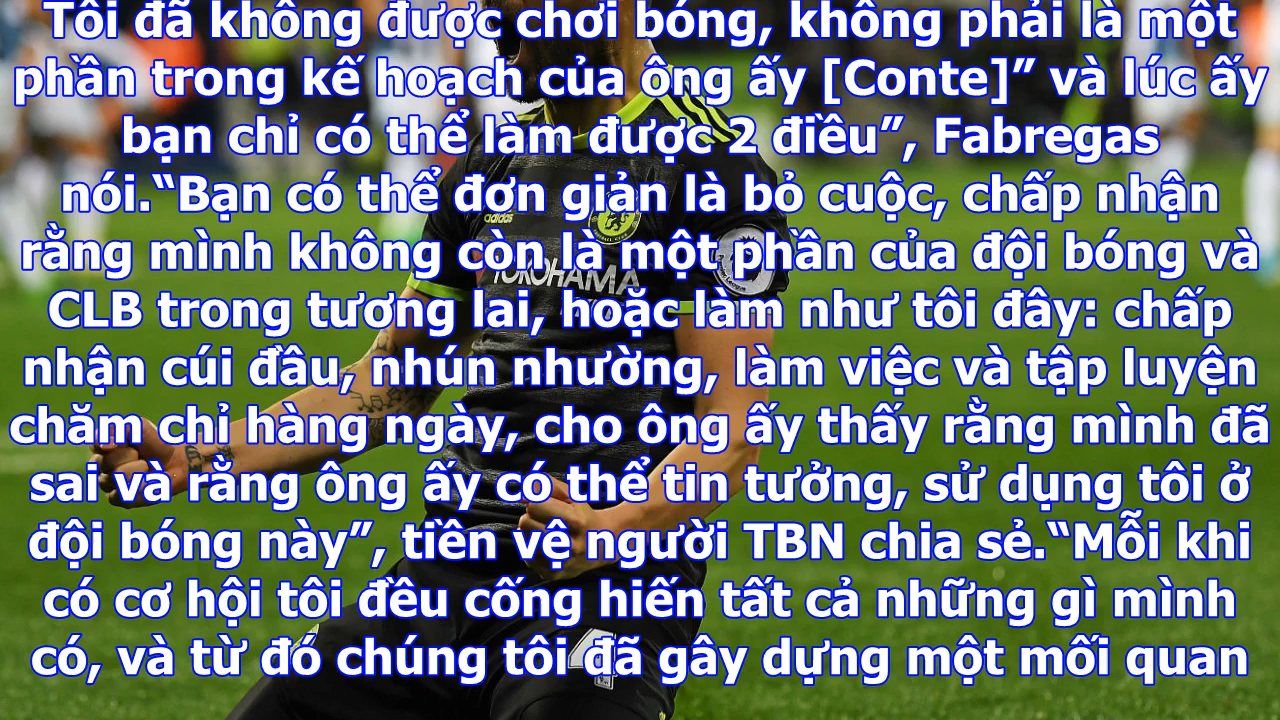 Tôi đã không được chơi bóng, không phải là một
phần trong kế hoạch của ông ấy [Conte]” và lúc ấy
bạn chỉ có thể làm được 2 điều”, Fabregas
nói.“Bạn có thể đơn giản là bỏ cuộc, chấp nhận
rằng mình không còn là một phần của đội bóng và
CLB trong tương lai, hoặc làm như tôi đây: chấp
nhận cúi đầu, nhún nhường, làm việc và tập luyện
chăm chỉ hàng ngày, cho ông ấy thấy rằng mình đã
sai và rằng ông ấy có thể tin tưởng, sử dụng tôi ở
đội bóng này”, tiền vệ người TBN chia sẻ.“Mỗi khi
có cơ hội tôi đều cống hiến tất cả những gì mình
có, và từ đó chúng tôi đã gây dựng một mối quan
adidas
YOKOHAMA